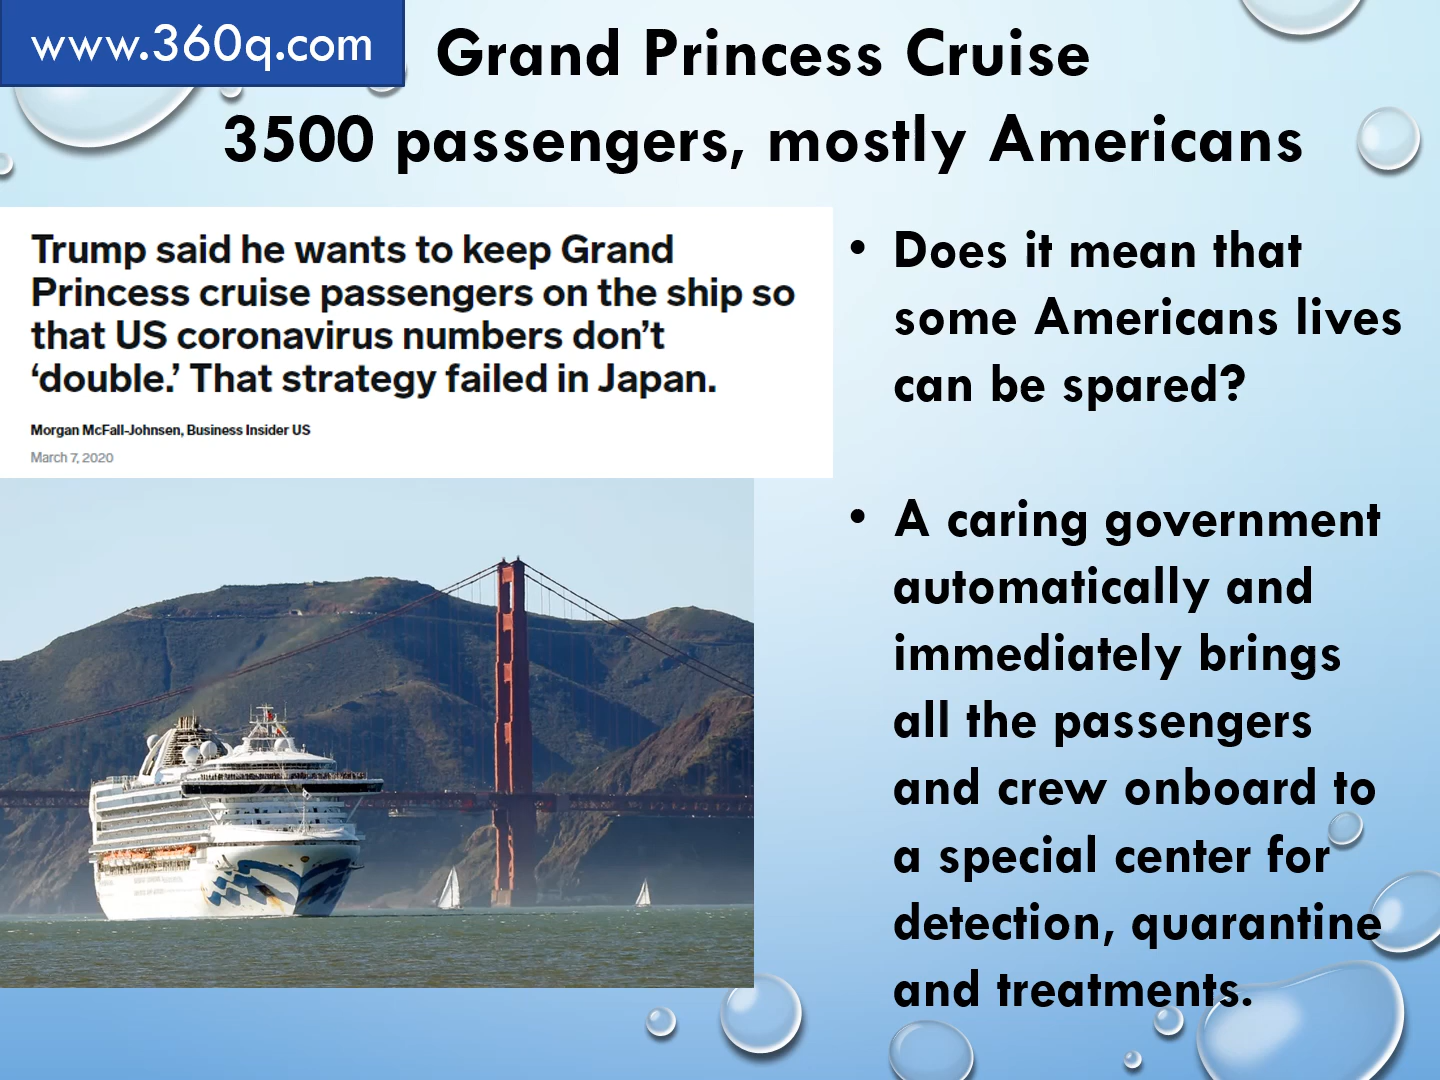 www.360q.com
Grand Princess Cruise
3500 passengers, mostly Americans
Trump said he wants to keep Grand
Princess cruise passengers on the ship so
that US coronavirus numbers don’t
‘double.’ That strategy failed in Japan.
Morgan McFall-Johnsen, Business Insider US
March 7, 2020
• Does it mean that
some Americans lives
can be spared?
• A caring government
automatically and
immediately brings
all the passengers
and crew onboard to
a special center for
detection, quarantine
and treatments.